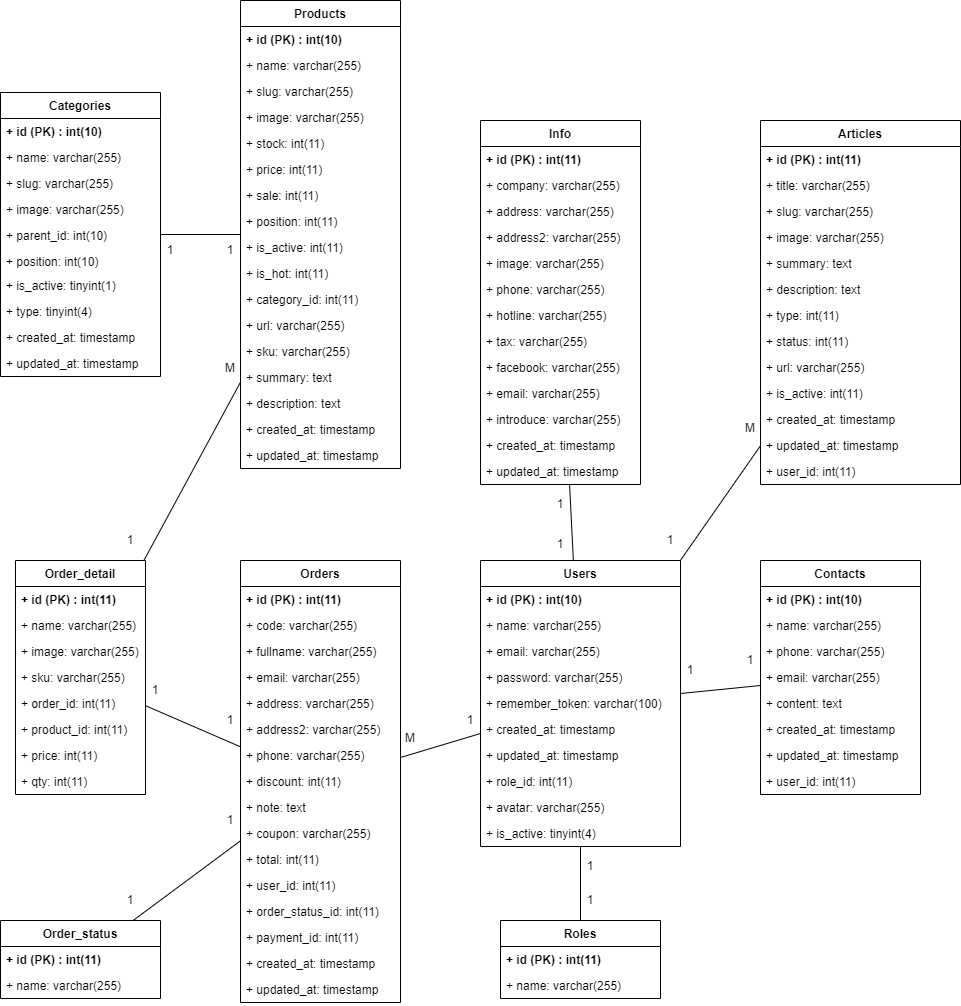 Products
+ id (PK) : int(10)
+ name: varchar(255)
+ slug: varchar(255)
+ image: varchar(255)
+ stock: int(11)
+ price: int(11)
+ sale: int(11)
+ position: int(11)
+ is_active: int(11)
+ is_hot: int(11)
+ category_id: int(11)
+ url: varchar(255)
+ sku: varchar(255)
+ summary: text
+ description: text
+ created_at: timestamp
+ updated_at: timestamp
Categories
+ id (PK) : int(10)
+ name: varchar(255)
+ slug: varchar(255)
+ image: varchar(255)
+ parent_id: int(10)
+ position: int(10)
+ is_active: tinyint(1)
+ type: tinyint(4)
+ created_at: timestamp
+ updated_at: timestamp
1
1
M
1
Info
+ id (PK) : int(11)
+ company: varchar(255)
+ address: varchar(255)
+ address2: varchar(255)
+ image: varchar(255)
+ phone: varchar(255)
+ hotline: varchar(255)
+ tax: varchar(255)
+ facebook: varchar(255)
+ email: varchar(255)
+ introduce: varchar(255)
+ created_at: timestamp
+ updated_at: timestamp
1
1
Articles
+ id (PK) : int(11)
+ title: varchar(255)
+ slug: varchar(255)
+ image: varchar(255)
+ summary: text
+ description: text
+ type: int(11)
+ status: int(11)
+ url: varchar(255)
+ is_active: int(11)
+ created_at: timestamp
+ updated_at: timestamp
+ user_id: int(11)
M
1
Order_detail
+ id (PK) : int(11)
+ name: varchar(255)
+ image: varchar(255)
+ sku: varchar(255)
+ order_id: int(11)
+ product_id: int(11)
+ price: int(11)
+ qty: int(11)
1
1
Orders
+ id (PK) : int(11)
+ code: varchar(255)
+ fullname: varchar(255)
+ email: varchar(255)
+ address: varchar(255)
+ address2: varchar(255)
+ phone: varchar(255)
+ discount: int(11)
+ note: text
+ coupon: varchar(255)
+ total: int(11)
+ user_id: int(11)
+ order_status_id: int(11)
+ payment_id: int(11)
+ created_at: timestamp
+ updated_at: timestamp
M
1
Users
+ id (PK) : int(10)
+ name: varchar(255)
+ email: varchar(255)
+ password: varchar(255)
+ remember_token: varchar(100)
+ created_at: timestamp
+ updated_at: timestamp
+ role_id: int(11)
+ avatar: varchar(255)
+ is_active: tinyint(4)
1
1
Contacts
+ id (PK) : int(10)
+ name: varchar(255)
+ phone: varchar(255)
+ email: varchar(255)
+ content: text
+ created_at: timestamp
+ updated_at: timestamp
+ user_id: int(11)
1
1
Order_status
+ id (PK) : int(11)
+ name: varchar(255)
1
1
Roles
+ id (PK) : int(11)
+ name: varchar(255)